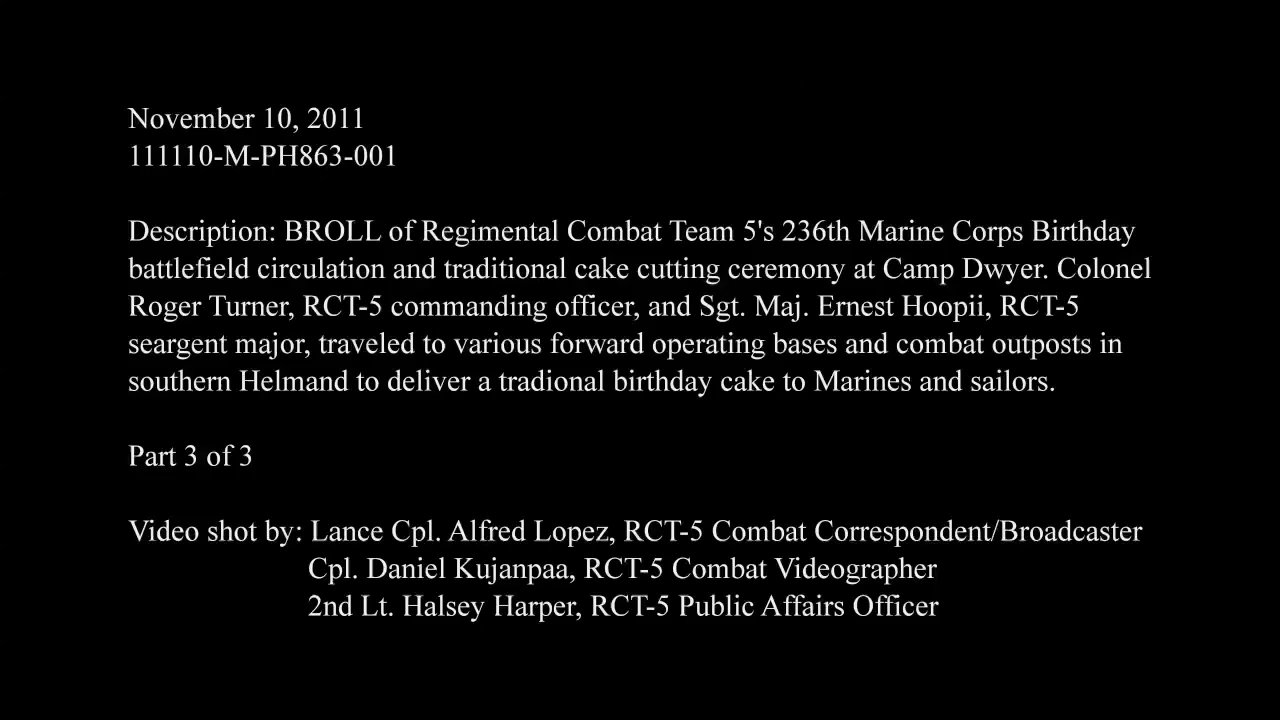 November 10, 2011
111110-M-PH863-001
Description: BROLL of Regimental Combat Team 5's 236th Marine Corps Birthday
battlefield circulation and traditional cake cutting ceremony at Camp Dwyer. Colonel
Roger Turner, RCT-5 commanding officer, and Sgt. Maj. Ernest Hoopii, RCT-5
seargent major, traveled to various forward operating bases and combat outposts in
southern Helmand to deliver a tradional birthday cake to Marines and sailors.
Part 3 of 3
Video shot by: Lance Cpl. Alfred Lopez, RCT-5 Combat Correspondent/Broadcaster
Cpl. Daniel Kujanpaa, RCT-5 Combat Videographer
2nd Lt. Halsey Harper, RCT-5 Public Affairs Officer